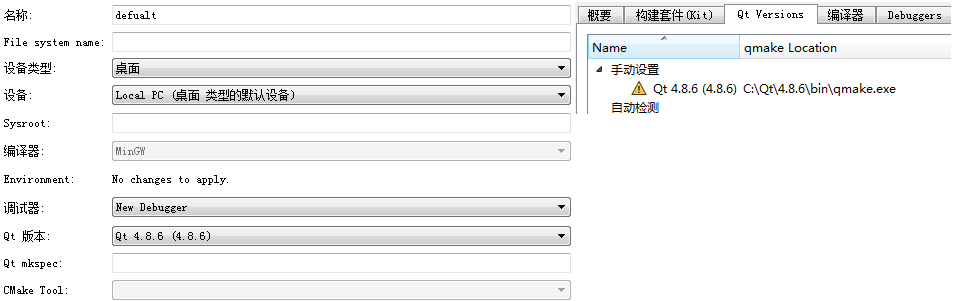 名称: defualt
File system name:
设备类型: 桌面
设备: Local PC (桌面 类型的默认设备)
Sysroot:
编译器: MinGW
Environment: No changes to apply.
调试器: New Debugger
Qt 版本: Qt 4.8.6 (4.8.6)
Qt mkspec:
CMake Tool:
概要 构建套件(Kit) Qt Versions 编译器 Debuggers
Name qmake Location
手动设置
Qt 4.8.6 (4.8.6) C:\Qt\4.8.6\bin\qmake.exe
自动检测